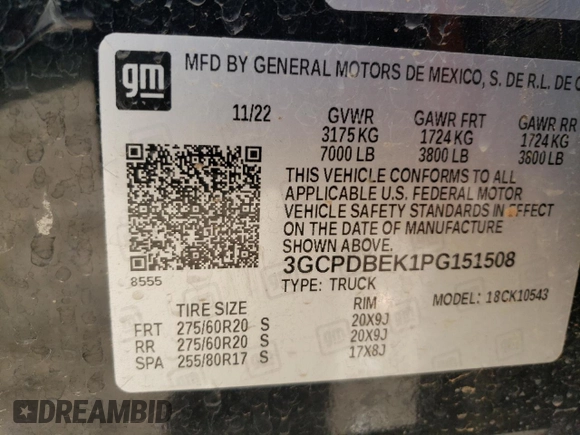 gm
MFD BY GENERAL MOTORS DE MEXICO, S. DE R.L. DE C
11/22 GVWR GAWR FRT GAWR RR
3175 KG 1724 KG 1724 KG
7000 LB 3800 LB 3800 LB
THIS VEHICLE CONFORMS TO ALL
APPLICABLE U.S. FEDERAL MOTOR
VEHICLE SAFETY STANDARDS IN EFFECT
ON THE DATE OF MANUFACTURE
SHOWN ABOVE.
8555
3GCPDBEK1PG151508
TYPE: TRUCK MODEL: 18CK10543
TIRE SIZE RIM
FRT 275/60R20 S 20X9J
RR 275/60R20 S 20X9J
SPA 255/80R17 S 17X8J
DREAMBID